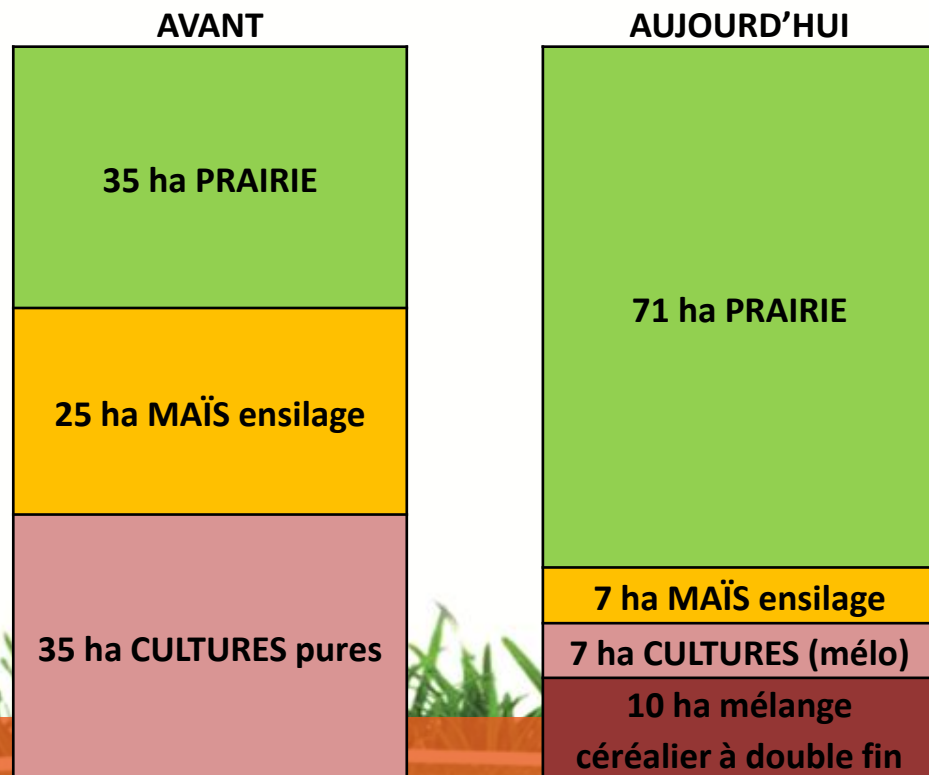 AVANT
35 ha PRAIRIE
25 ha MAÏS ensilage
35 ha CULTURES pures
AUJOURD’HUI
71 ha PRAIRIE
7 ha MAÏS ensilage
7 ha CULTURES (mélo)
10 ha mélange
céréalier à double fin